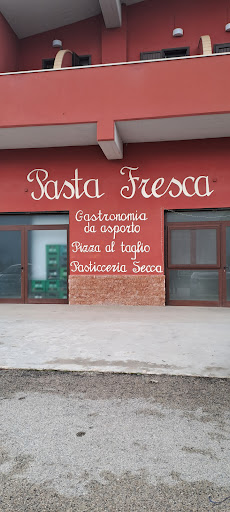 Pasta Fresca
Gastronomia
da asporto
Pizza al taglio
Pasticceria Secca